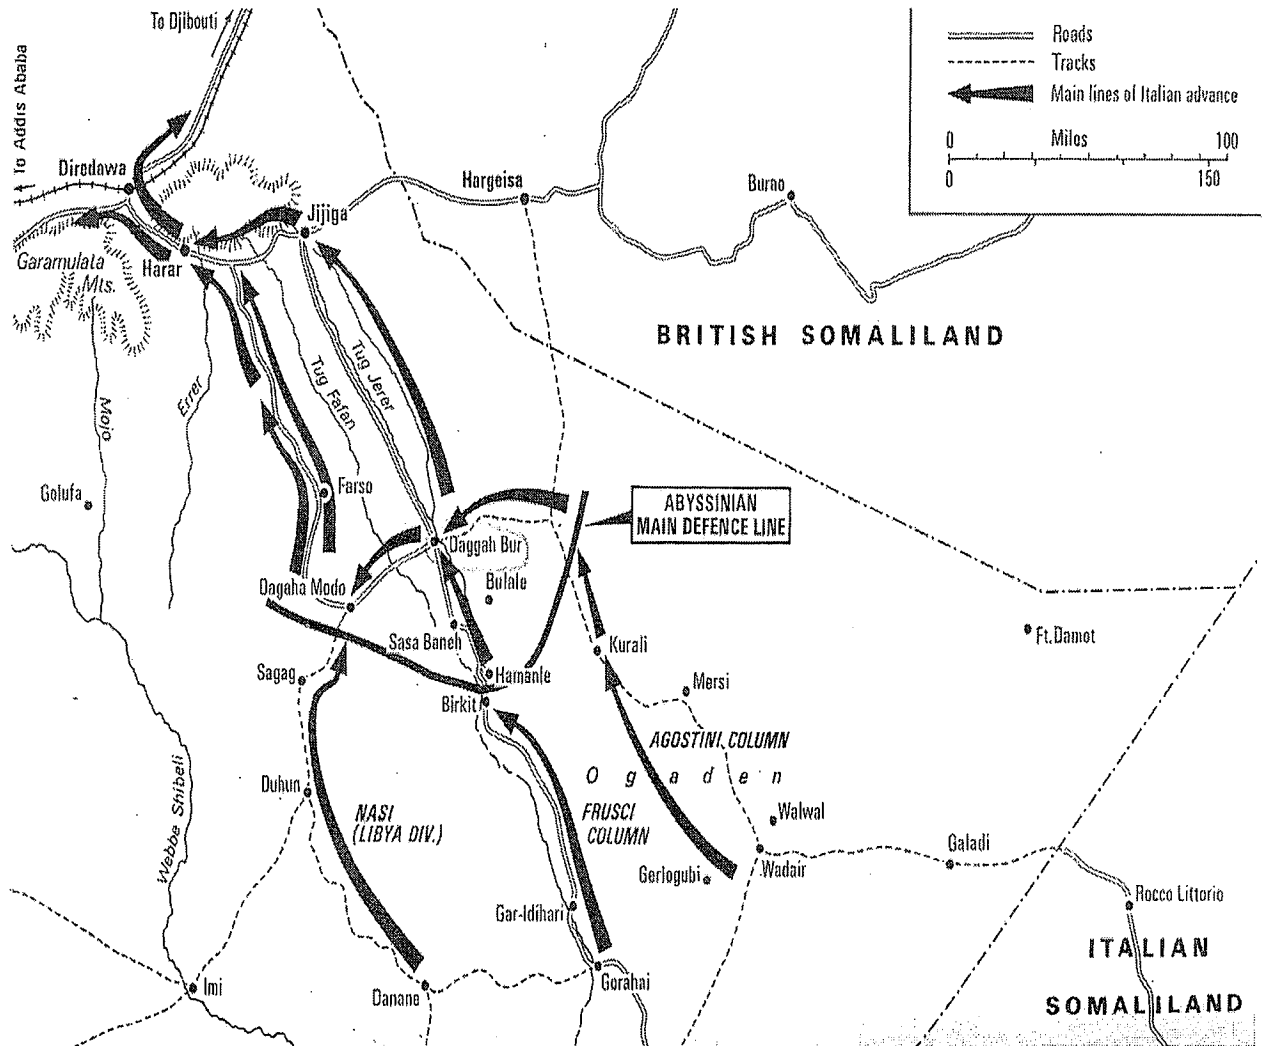 To Djibouti
To Addis Ababa
Roads
Tracks
Main lines of Italian advance
0 Milos 100
0 150
Diredawa
Hargeisa
Burno
Jijiga
Harar
Garamulata
Mts.
BRITISH SOMALILAND
Tug Jerer
Tug Fafan
Errer
Mojo
Golufa
Farso
ABYSSINIAN
MAIN DEFENCE LINE
Daggah Bur
Dagaha Modo
Bulale
Sasa Baneh
Kurali
Ft. Damot
Sagag
Hamanle
Mersi
Birkit
AGOSTINI COLUMN
Ogaden
Webbe Shibeli
Duhun
NASI
(LIBYA DIV.)
FRUSCI
COLUMN
Walwal
Galadi
Gerlogubi
Wadair
Rocco Littorio
Gar-Idihari
ITALIAN
SOMALILAND
Imi
Danane
Gorahai